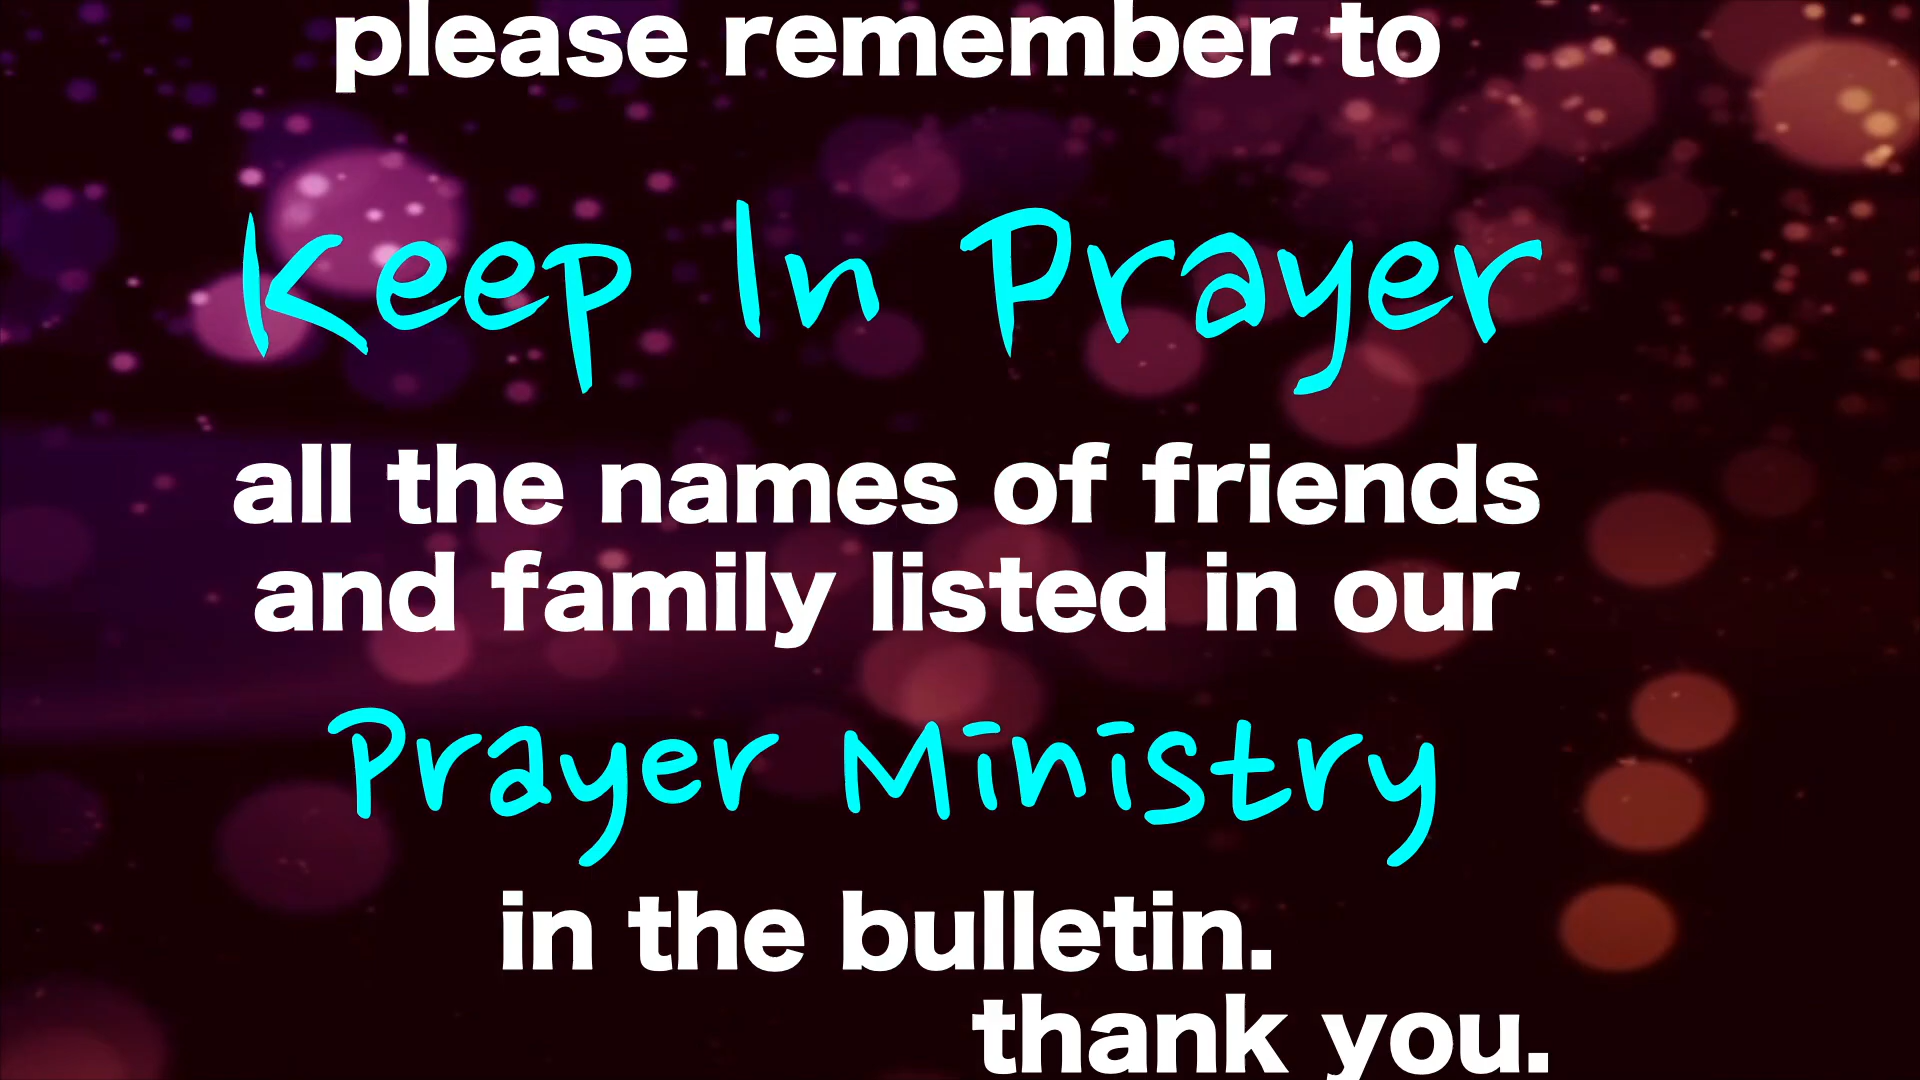 please remember to
Keep In Prayer
all the names of friends
and family listed in our
Prayer Ministry
in the bulletin.
thank you.